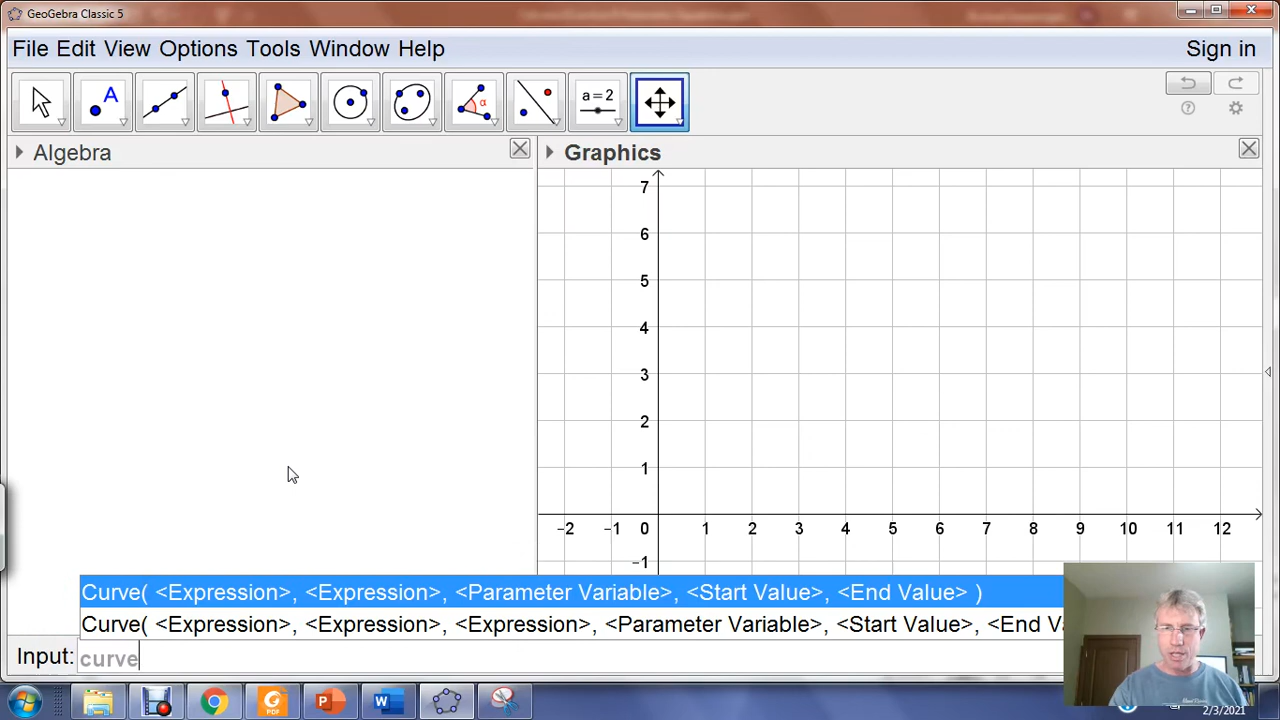 GeoGebra Classic 5
File Edit View Options Tools Window Help
Sign in
A
α
a = 2
Algebra
Graphics
7
6
5
4
3
2
1
−2 −1 0 1 2 3 4 5 6 7 8 9 10 11 12
−1
Curve( <Expression>, <Expression>, <Parameter Variable>, <Start Value>, <End Value> )
Curve( <Expression>, <Expression>, <Expression>, <Parameter Variable>, <Start Value>, <End Va
Input: curve
PDF
P
W
2/3/2021